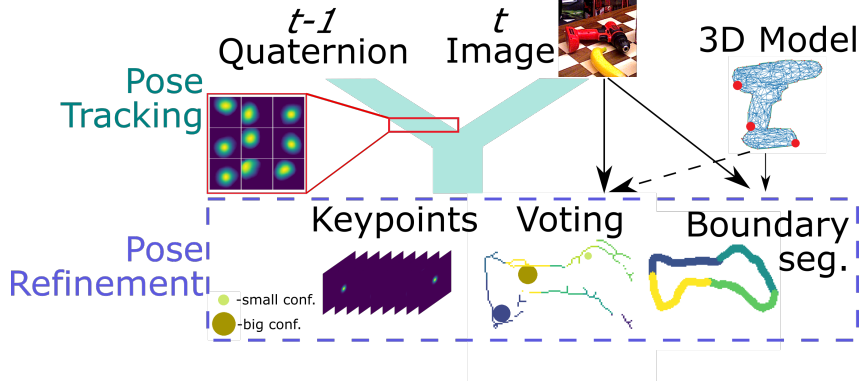 t-1
Quaternion
t
Image
3D Model
Pose
Tracking
Keypoints
Voting
Boundary
seg.
Pose
Refinement
-small conf.
-big conf.